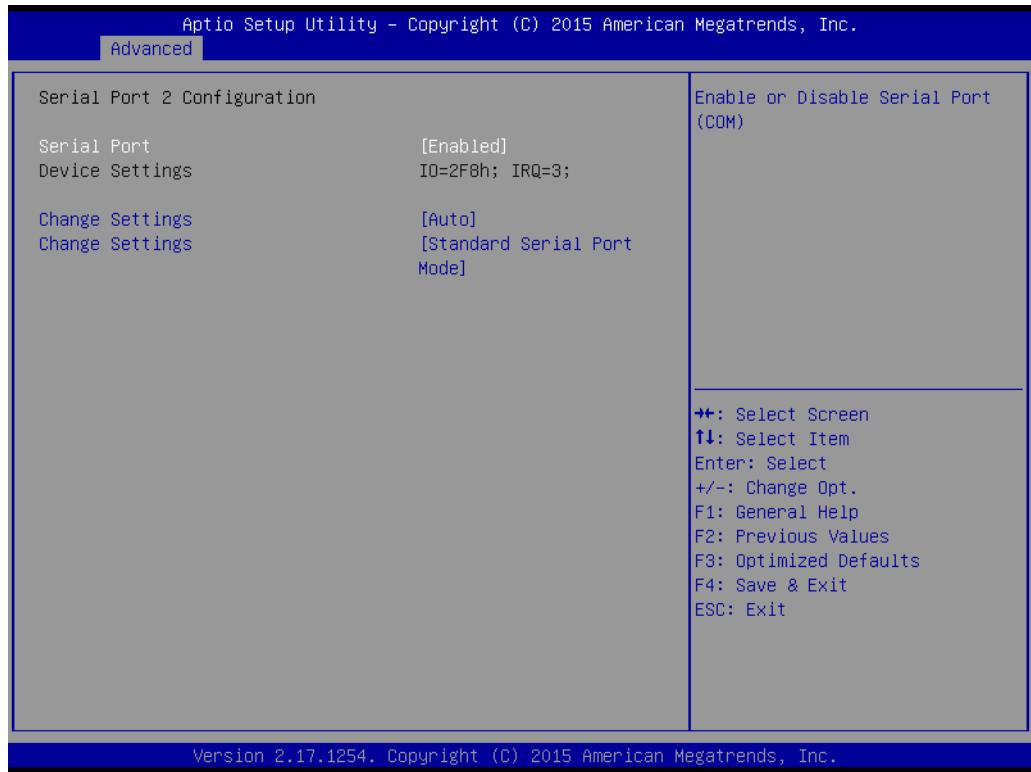 Aptio Setup Utility – Copyright (C) 2015 American Megatrends, Inc.
Advanced
Serial Port 2 Configuration
Serial Port [Enabled]
Device Settings IO=2F8h; IRQ=3;
Change Settings [Auto]
Change Settings [Standard Serial Port
Mode]
Enable or Disable Serial Port
(COM)
→←: Select Screen
↑↓: Select Item
Enter: Select
+/-: Change Opt.
F1: General Help
F2: Previous Values
F3: Optimized Defaults
F4: Save & Exit
ESC: Exit
Version 2.17.1254. Copyright (C) 2015 American Megatrends, Inc.